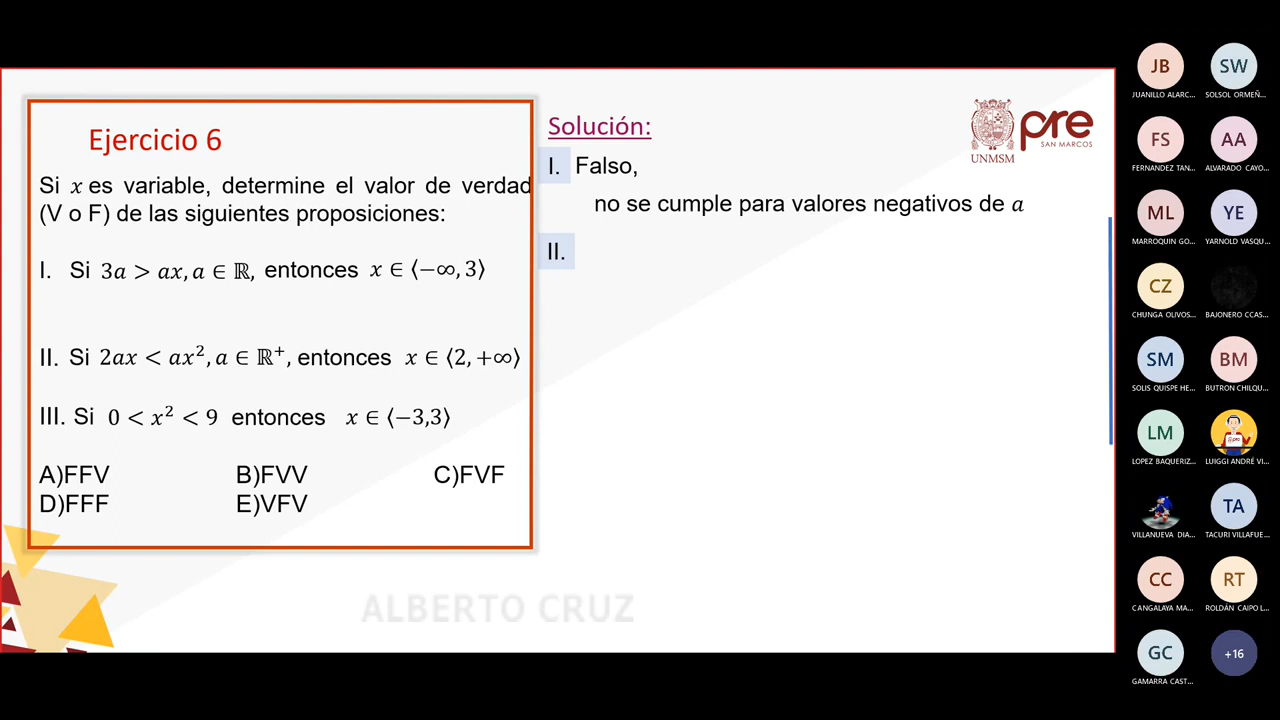 Ejercicio 6
Si x es variable, determine el valor de verdad
(V o F) de las siguientes proposiciones:
I. Si 3a > ax, a ∈ ℝ, entonces x ∈ ⟨−∞, 3⟩
II. Si 2ax < ax², a ∈ ℝ⁺, entonces x ∈ ⟨2, +∞⟩
III. Si 0 < x² < 9 entonces x ∈ ⟨−3,3⟩
A)FFV B)FVV C)FVF
D)FFF E)VFV
Solución:
I. Falso,
no se cumple para valores negativos de a
II.
UNMSM
pre
SAN MARCOS
ALBERTO CRUZ
JB SW
JUANILLO ALARC... SOLSOL ORMEÑ...
FS AA
FERNANDEZ TAN... ALVARADO CAYO...
ML YE
MARROQUIN GO... YARNOLD VASQU...
CZ
CHUNGA OLIVOS... BAJONERO CCAS...
SM BM
SOLIS QUISPE HE... BUTRON CHILQU...
LM
LOPEZ BAQUERIZ... LUIGGI ANDRÉ VI...
TA
VILLANUEVA DIA... TACURI VILLAFUE...
CC RT
CANGALAYA MA... ROLDÁN CAIPO L...
GC +16
GAMARRA CAST...